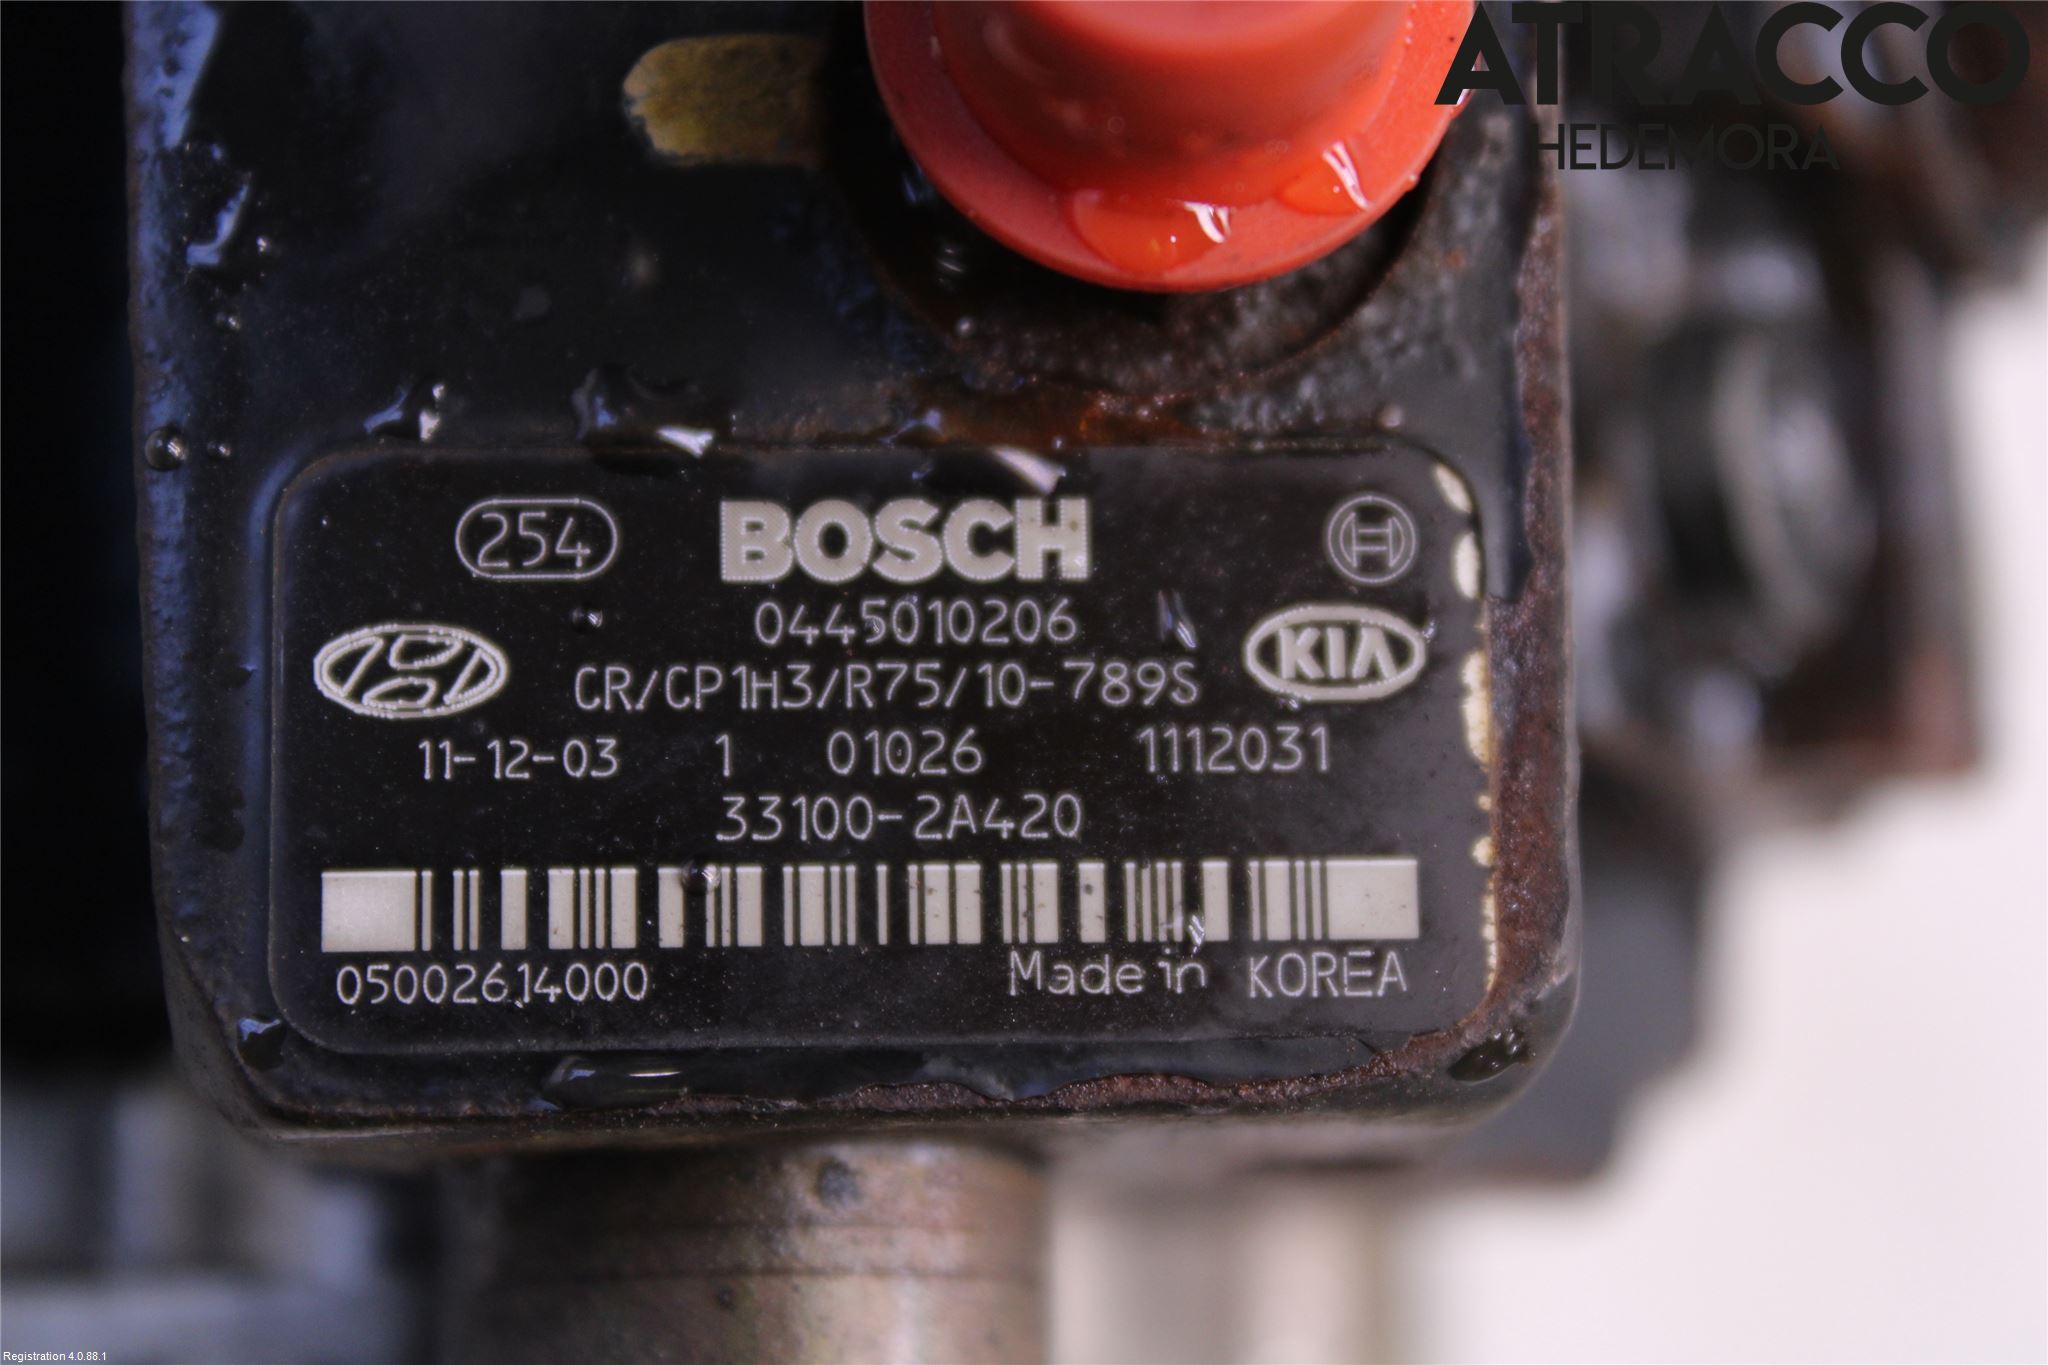 ATRACCO
HEDEMORA
254 BOSCH
0445010206
KIA
CR/CP1H3/R75/10-789S
11-12-03 1 01026 1112031
33100-2A420
05002614000 Made in KOREA
Registration 4.0.88.1